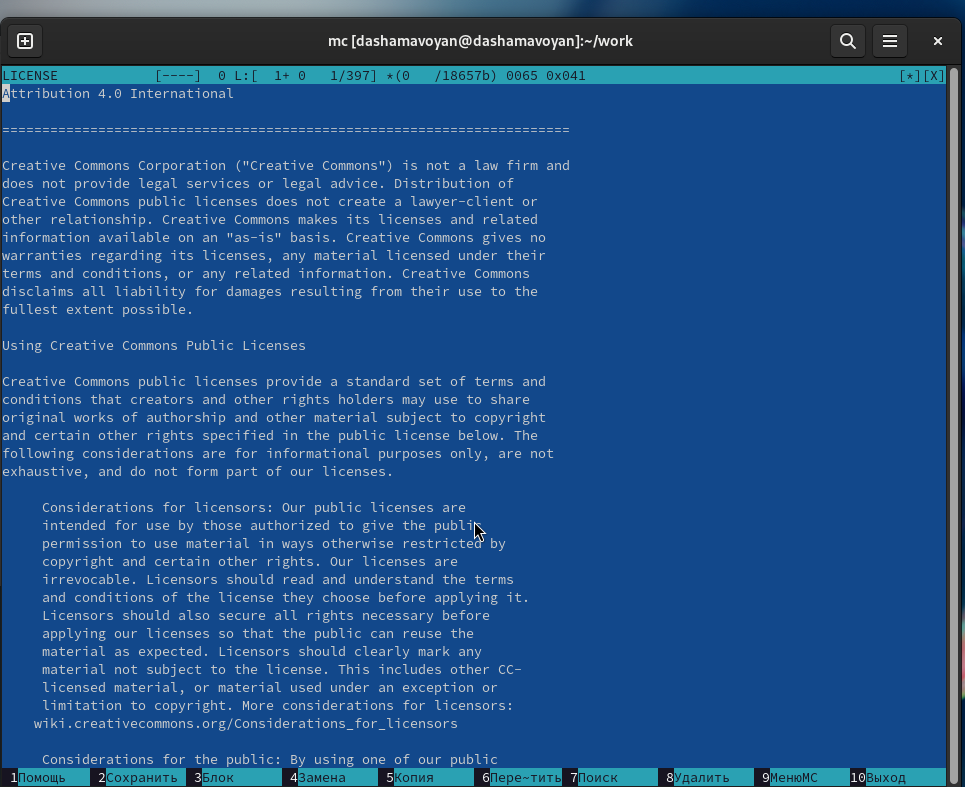 mc [dashamavoyan@dashamavoyan]:~/work
LICENSE            [----]  0 L:[  1+ 0   1/397] *(0   /18657b) 0065 0x041                                       [*][X]
Attribution 4.0 International
=======================================================================
Creative Commons Corporation ("Creative Commons") is not a law firm and
does not provide legal services or legal advice. Distribution of
Creative Commons public licenses does not create a lawyer-client or
other relationship. Creative Commons makes its licenses and related
information available on an "as-is" basis. Creative Commons gives no
warranties regarding its licenses, any material licensed under their
terms and conditions, or any related information. Creative Commons
disclaims all liability for damages resulting from their use to the
fullest extent possible.
Using Creative Commons Public Licenses
Creative Commons public licenses provide a standard set of terms and
conditions that creators and other rights holders may use to share
original works of authorship and other material subject to copyright
and certain other rights specified in the public license below. The
following considerations are for informational purposes only, are not
exhaustive, and do not form part of our licenses.
     Considerations for licensors: Our public licenses are
     intended for use by those authorized to give the public
     permission to use material in ways otherwise restricted by
     copyright and certain other rights. Our licenses are
     irrevocable. Licensors should read and understand the terms
     and conditions of the license they choose before applying it.
     Licensors should also secure all rights necessary before
     applying our licenses so that the public can reuse the
     material as expected. Licensors should clearly mark any
     material not subject to the license. This includes other CC-
     licensed material, or material used under an exception or
     limitation to copyright. More considerations for licensors:
    wiki.creativecommons.org/Considerations_for_licensors
     Considerations for the public: By using one of our public
1Помощь 2Сохранить 3Блок 4Замена 5Копия 6Пере~тить 7Поиск 8Удалить 9МенюMC 10Выход